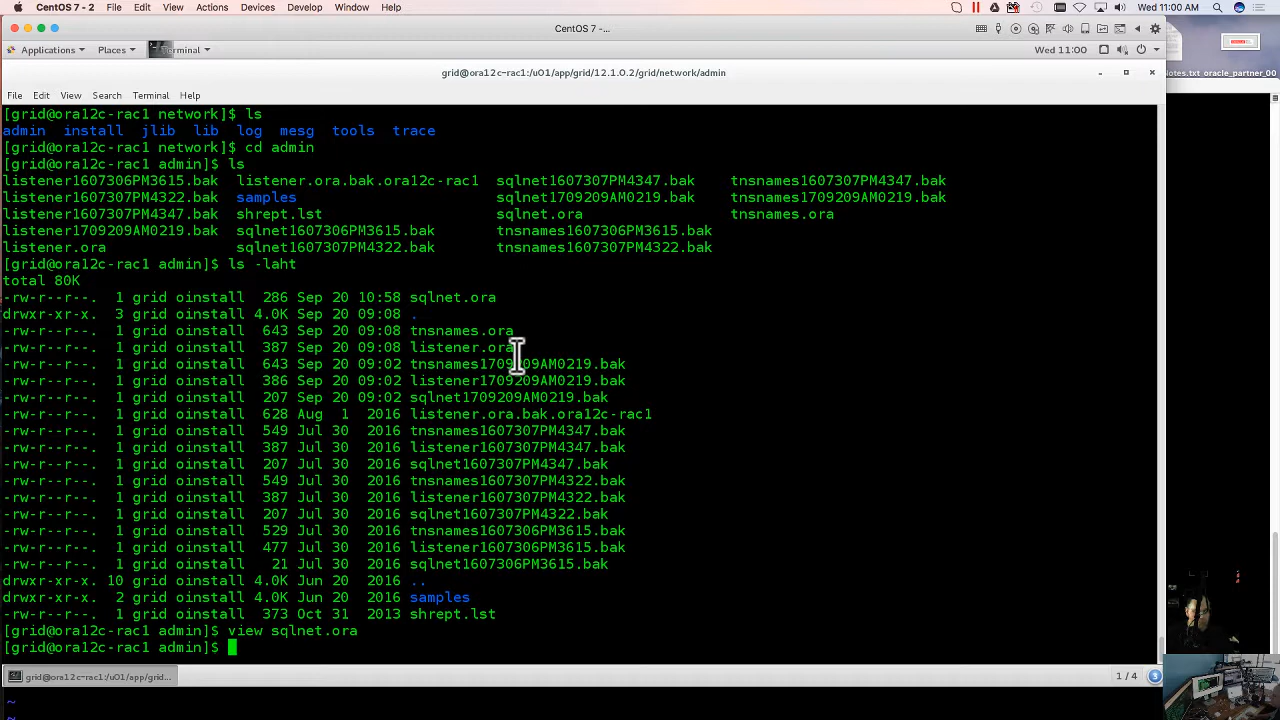 CentOS 7 - 2 File Edit View Actions Devices Develop Window Help Wed 11:00 AM
CentOS 7 -...
Applications Places Terminal Wed 11:00
grid@ora12c-rac1:/u01/app/grid/12.1.0.2/grid/network/admin
otes.txt oracle_partner_00
File Edit View Search Terminal Help
[grid@ora12c-rac1 network]$ ls
admin install jlib lib log mesg tools trace
[grid@ora12c-rac1 network]$ cd admin
[grid@ora12c-rac1 admin]$ ls
listener1607306PM3615.bak listener.ora.bak.ora12c-rac1 sqlnet1607307PM4347.bak tnsnames1607307PM4347.bak
listener1607307PM4322.bak samples sqlnet1709209AM0219.bak tnsnames1709209AM0219.bak
listener1607307PM4347.bak shrept.lst sqlnet.ora tnsnames.ora
listener1709209AM0219.bak sqlnet1607306PM3615.bak tnsnames1607306PM3615.bak
listener.ora sqlnet1607307PM4322.bak tnsnames1607307PM4322.bak
[grid@ora12c-rac1 admin]$ ls -laht
total 80K
-rw-r--r--. 1 grid oinstall 286 Sep 20 10:58 sqlnet.ora
drwxr-xr-x. 3 grid oinstall 4.0K Sep 20 09:08 .
-rw-r--r--. 1 grid oinstall 643 Sep 20 09:08 tnsnames.ora
-rw-r--r--. 1 grid oinstall 387 Sep 20 09:08 listener.ora
-rw-r--r--. 1 grid oinstall 643 Sep 20 09:02 tnsnames1709209AM0219.bak
-rw-r--r--. 1 grid oinstall 386 Sep 20 09:02 listener1709209AM0219.bak
-rw-r--r--. 1 grid oinstall 207 Sep 20 09:02 sqlnet1709209AM0219.bak
-rw-r--r--. 1 grid oinstall 628 Aug 1 2016 listener.ora.bak.ora12c-rac1
-rw-r--r--. 1 grid oinstall 549 Jul 30 2016 tnsnames1607307PM4347.bak
-rw-r--r--. 1 grid oinstall 387 Jul 30 2016 listener1607307PM4347.bak
-rw-r--r--. 1 grid oinstall 207 Jul 30 2016 sqlnet1607307PM4347.bak
-rw-r--r--. 1 grid oinstall 549 Jul 30 2016 tnsnames1607307PM4322.bak
-rw-r--r--. 1 grid oinstall 387 Jul 30 2016 listener1607307PM4322.bak
-rw-r--r--. 1 grid oinstall 207 Jul 30 2016 sqlnet1607307PM4322.bak
-rw-r--r--. 1 grid oinstall 529 Jul 30 2016 tnsnames1607306PM3615.bak
-rw-r--r--. 1 grid oinstall 477 Jul 30 2016 listener1607306PM3615.bak
-rw-r--r--. 1 grid oinstall 21 Jul 30 2016 sqlnet1607306PM3615.bak
drwxr-xr-x. 10 grid oinstall 4.0K Jun 20 2016 ..
drwxr-xr-x. 2 grid oinstall 4.0K Jun 20 2016 samples
-rw-r--r--. 1 grid oinstall 373 Oct 31 2013 shrept.lst
[grid@ora12c-rac1 admin]$ view sqlnet.ora
[grid@ora12c-rac1 admin]$
grid@ora12c-rac1:/u01/app/grid... 1 / 4
~
~